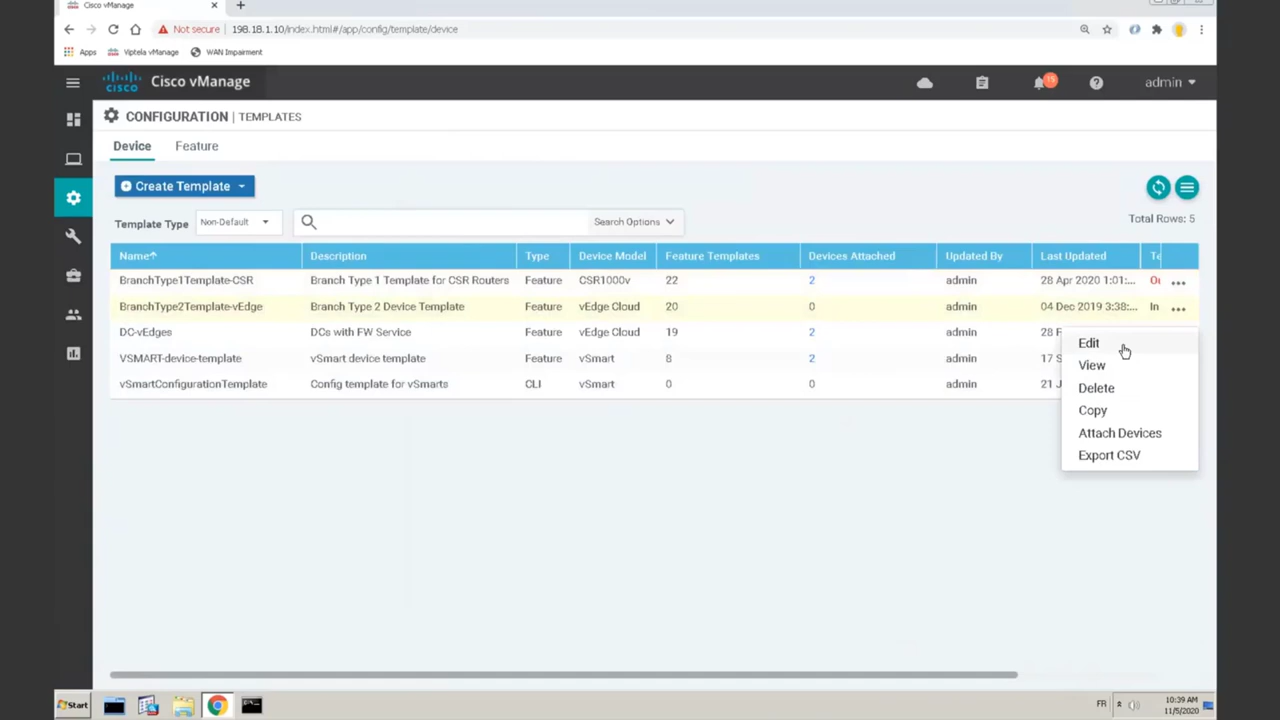 Cisco vManage
Not secure 198.18.1.10/index.html#/app/config/template/device
Apps Viptela vManage WAN Impairment
CISCO Cisco vManage 15 admin
CONFIGURATION | TEMPLATES
Device Feature
Create Template
Template Type Non-Default Search Options Total Rows: 5
Name Description Type Device Model Feature Templates Devices Attached Updated By Last Updated Te
BranchType1Template-CSR Branch Type 1 Template for CSR Routers Feature CSR1000v 22 2 admin 28 Apr 2020 1:01:...
BranchType2Template-vEdge Branch Type 2 Device Template Feature vEdge Cloud 20 0 admin 04 Dec 2019 3:38:... In
DC-vEdges DCs with FW Service Feature vEdge Cloud 19 2 admin 28
VSMART-device-template vSmart device template Feature vSmart 8 2 admin 17
vSmartConfigurationTemplate Config template for vSmarts CLI vSmart 0 0 admin 21
Edit
View
Delete
Copy
Attach Devices
Export CSV
Start FR 10:39 AM
11/5/2020